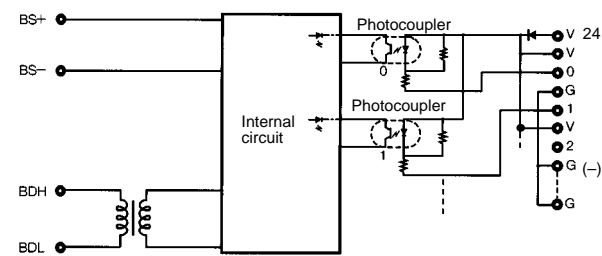 BS+
BS−
BDH
BDL
Internal
circuit
Photocoupler
0
Photocoupler
1
V 24
V
0
G
1
V
2
G (−)
G